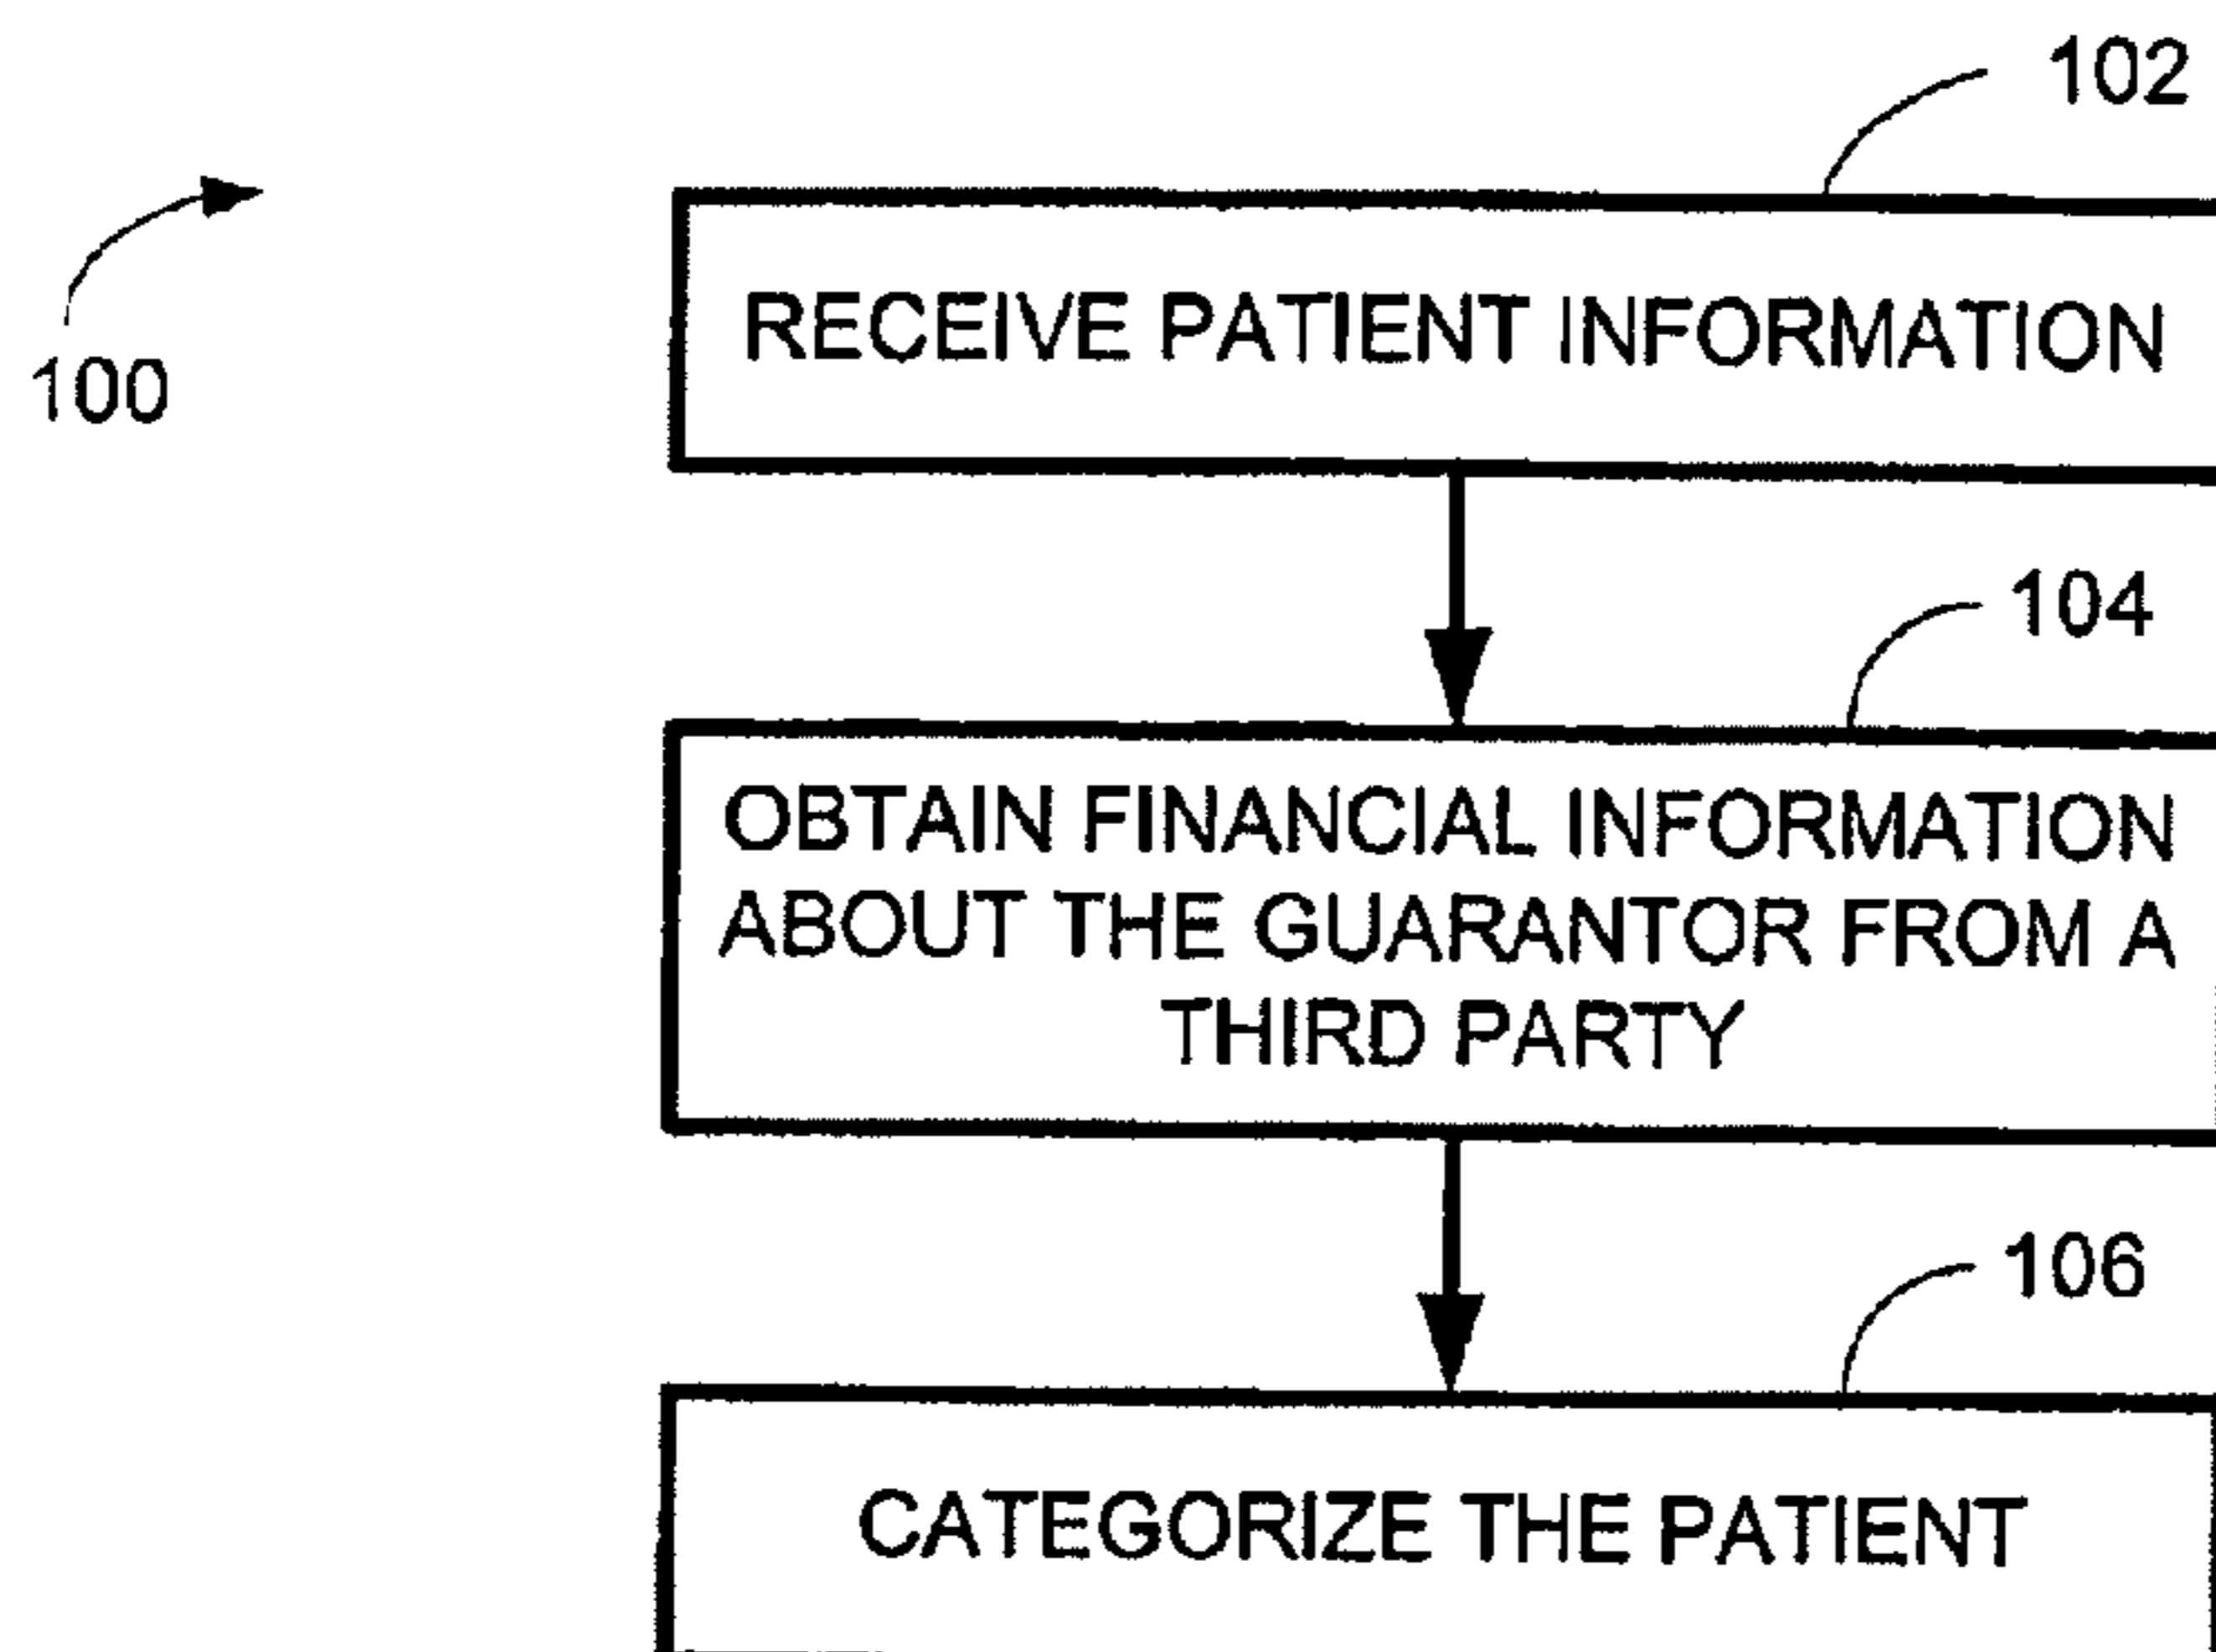 102
100
RECEIVE PATIENT INFORMATION
104
OBTAIN FINANCIAL INFORMATION
ABOUT THE GUARANTOR FROM A
THIRD PARTY
106
CATEGORIZE THE PATIENT